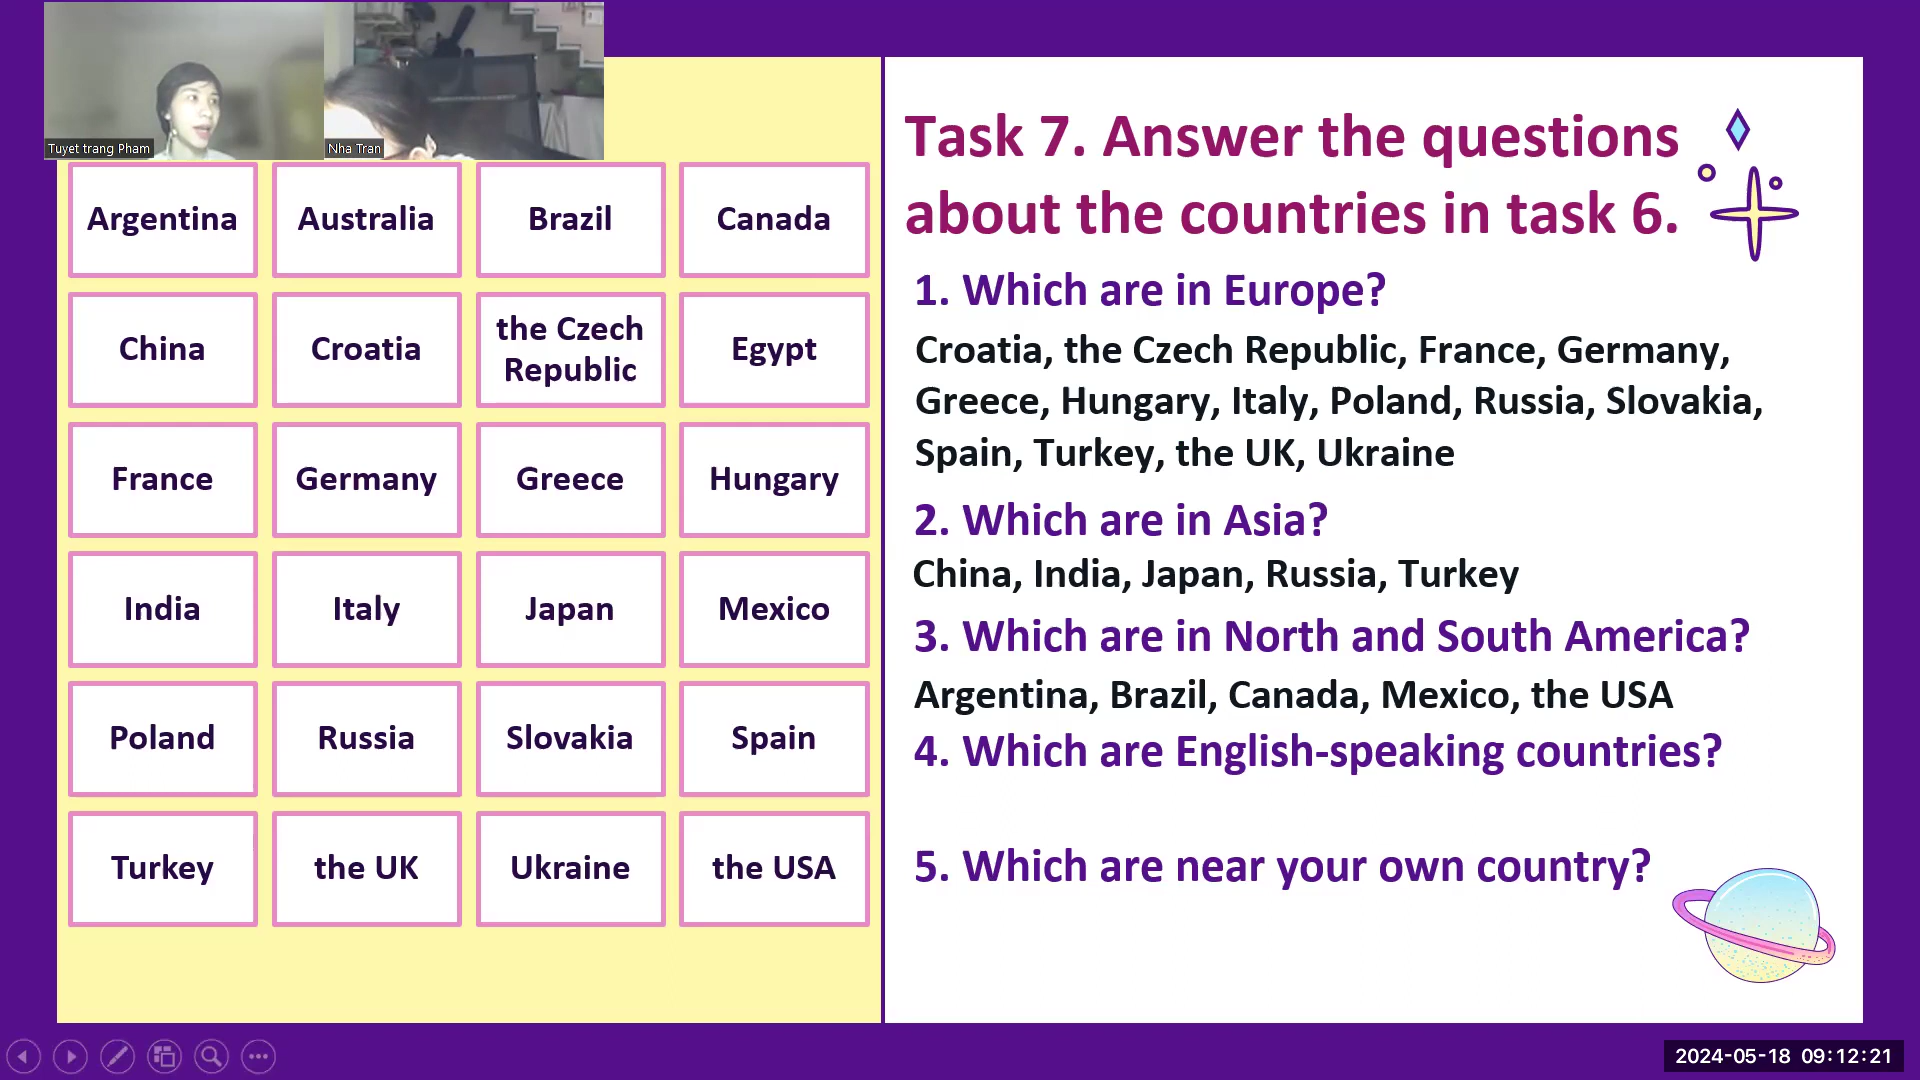 Tuyet trang Pham
Nha Tran
Argentina
Australia
Brazil
Canada
China
Croatia
the Czech
Republic
Egypt
France
Germany
Greece
Hungary
India
Italy
Japan
Mexico
Poland
Russia
Slovakia
Spain
Turkey
the UK
Ukraine
the USA
Task 7. Answer the questions
about the countries in task 6.
1. Which are in Europe?
Croatia, the Czech Republic, France, Germany,
Greece, Hungary, Italy, Poland, Russia, Slovakia,
Spain, Turkey, the UK, Ukraine
2. Which are in Asia?
China, India, Japan, Russia, Turkey
3. Which are in North and South America?
Argentina, Brazil, Canada, Mexico, the USA
4. Which are English-speaking countries?
5. Which are near your own country?
2024-05-18 09:12:21